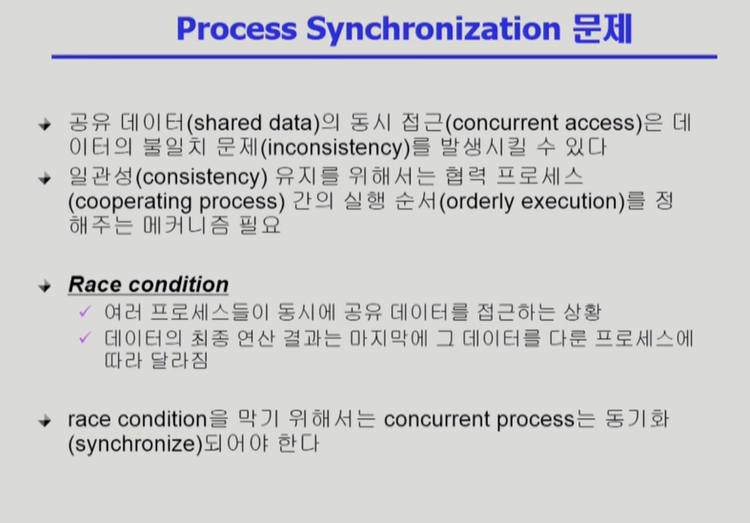 Process Synchronization 문제
공유 데이터(shared data)의 동시 접근(concurrent access)은 데
이터의 불일치 문제(inconsistency)를 발생시킬 수 있다
일관성(consistency) 유지를 위해서는 협력 프로세스
(cooperating process) 간의 실행 순서(orderly execution)를 정
해주는 메커니즘 필요
Race condition
여러 프로세스들이 동시에 공유 데이터를 접근하는 상황
데이터의 최종 연산 결과는 마지막에 그 데이터를 다룬 프로세스에
따라 달라짐
race condition을 막기 위해서는 concurrent process는 동기화
(synchronize)되어야 한다